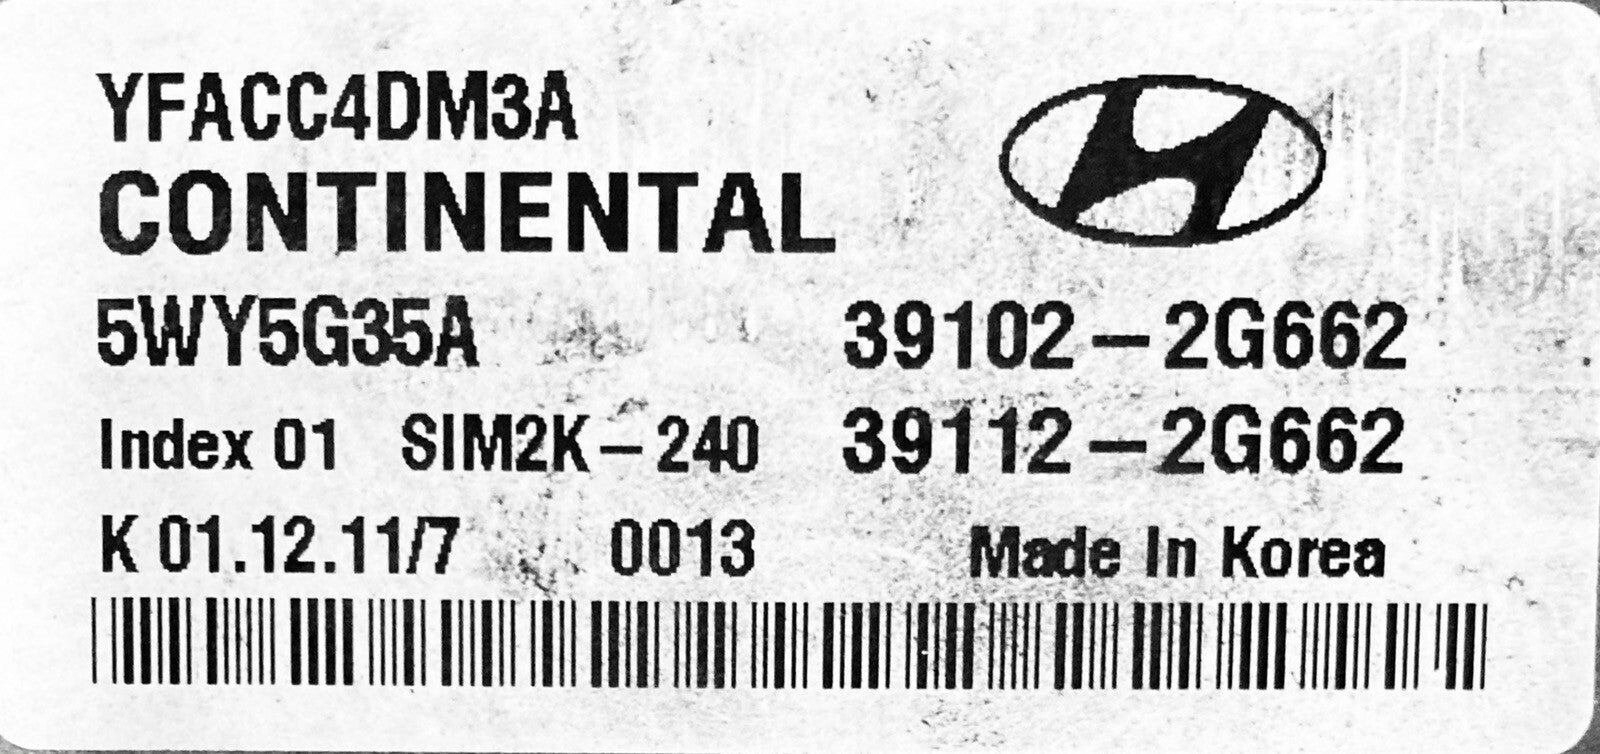 YFACC4DM3A
CONTINENTAL
5WY5G35A 39102-2G662
Index 01 SIM2K-240 39112-2G662
K 01.12.11/7 0013 Made In Korea